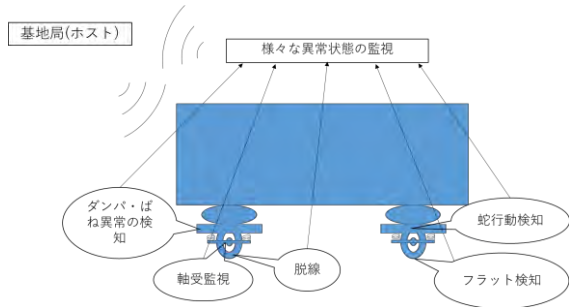 基地局(ホスト)
様々な異常状態の監視
ダンパ・ば
ね異常の検
知
軸受監視
脱線
蛇行動検知
フラット検知